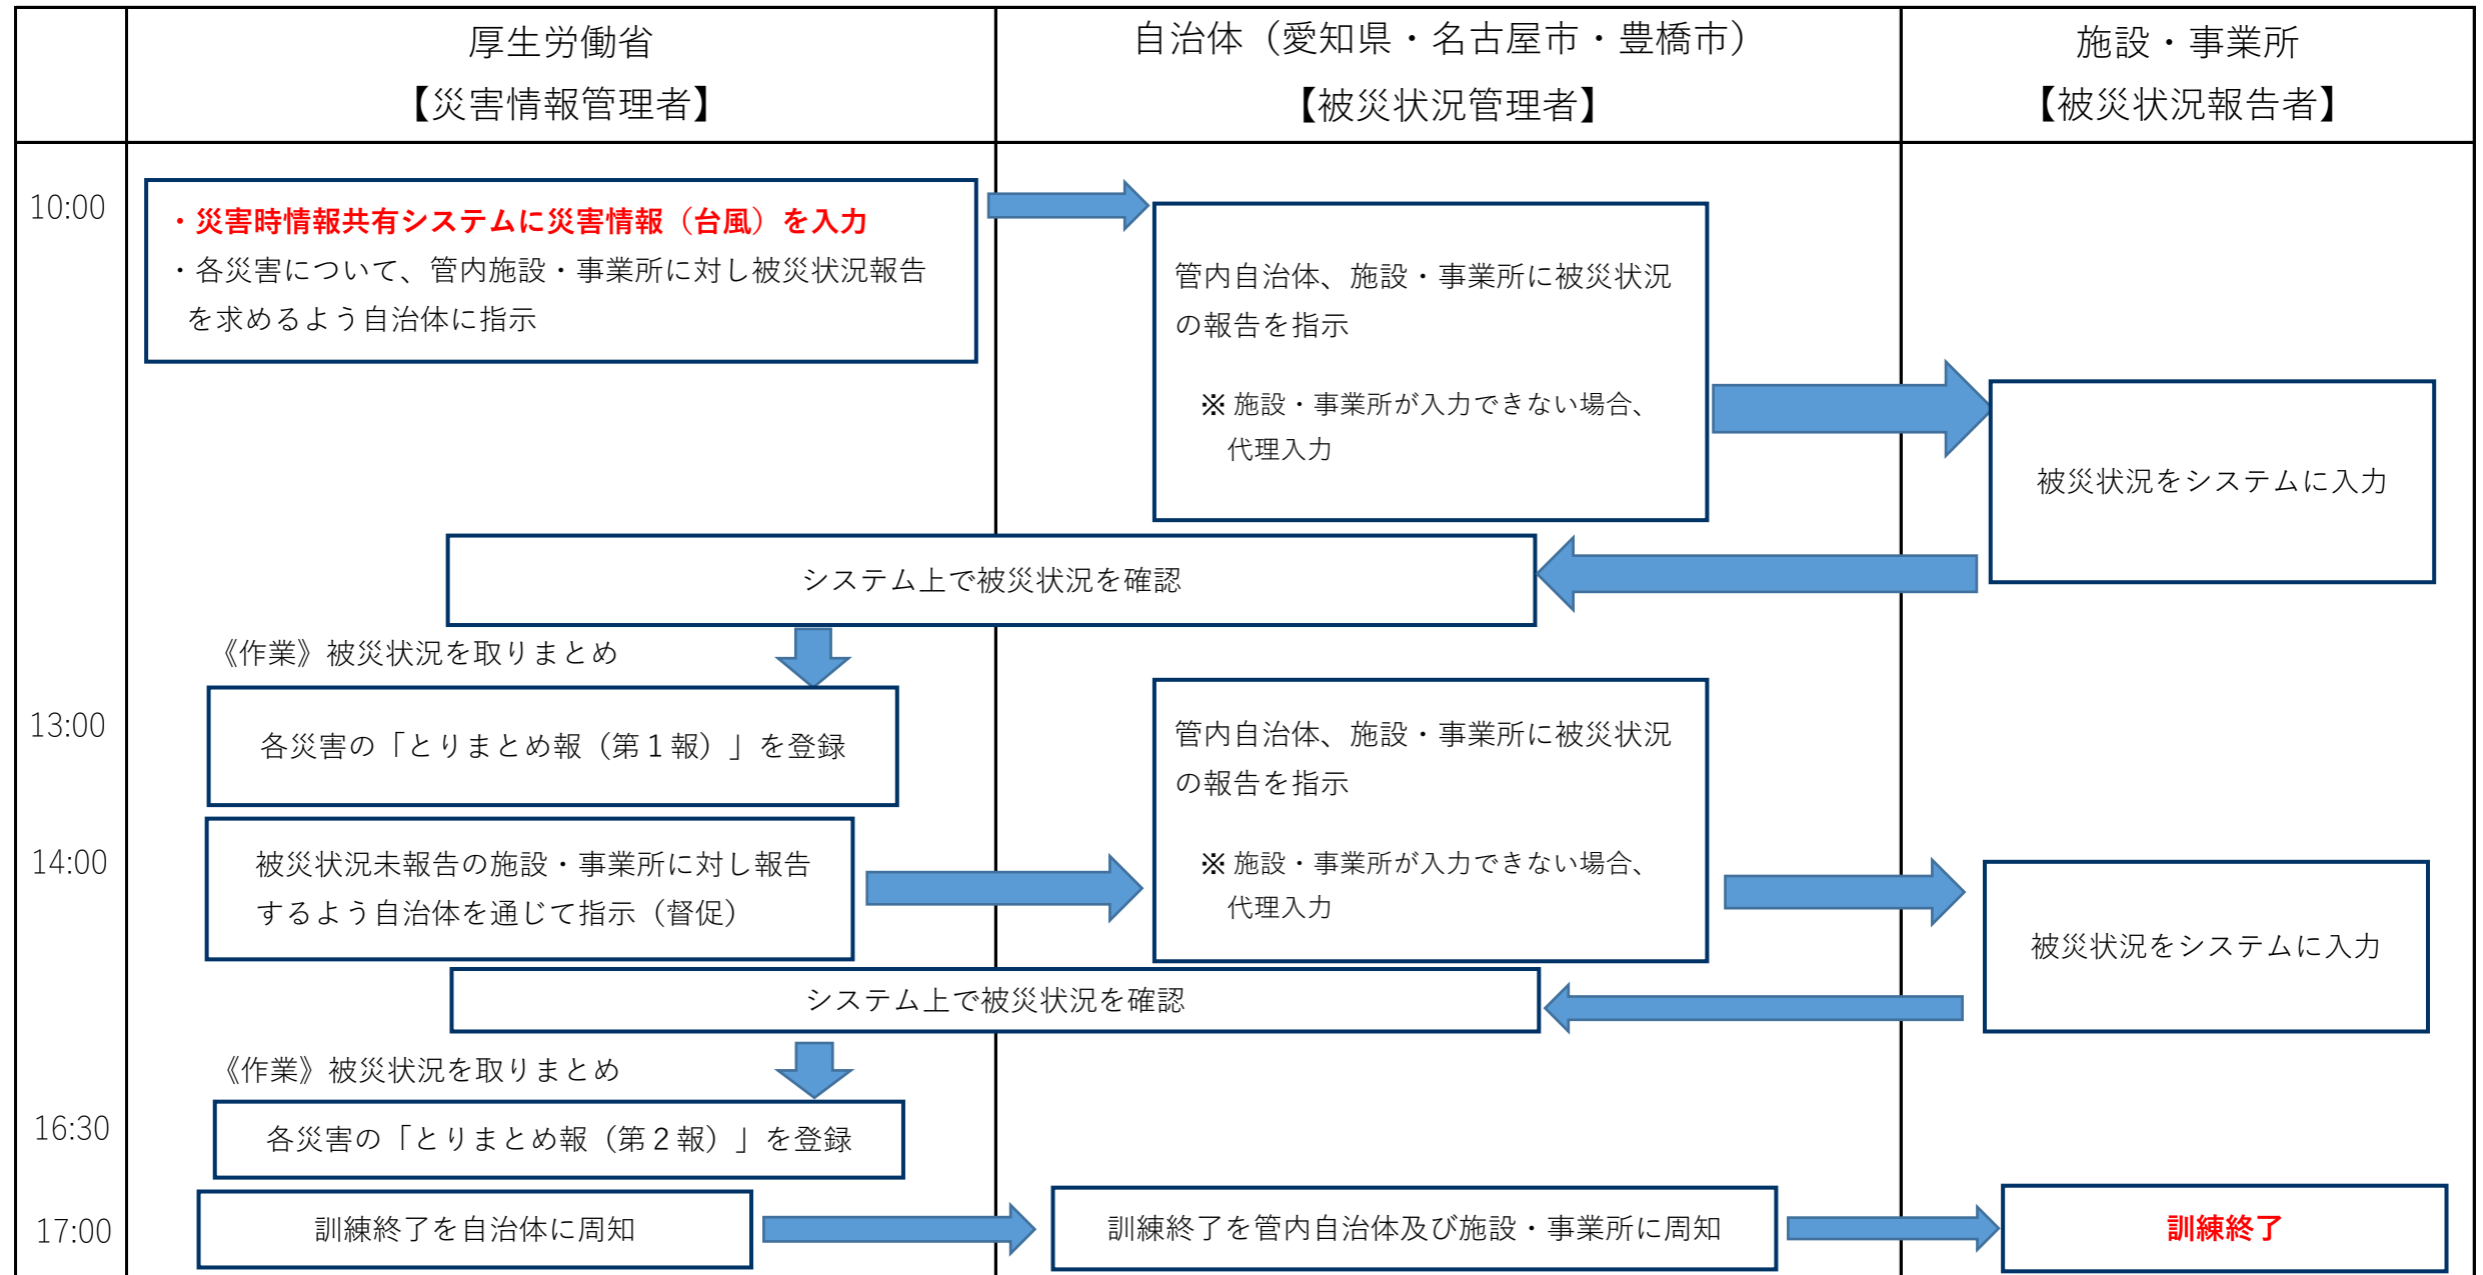 厚生労働省
【災害情報管理者】
自治体（愛知県・名古屋市・豊橋市）
【被災状況管理者】
施設・事業所
【被災状況報告者】
10:00
・災害時情報共有システムに災害情報（台風）を入力
・各災害について、管内施設・事業所に対し被災状況報告
を求めるよう自治体に指示
管内自治体、施設・事業所に被災状況
の報告を指示
※ 施設・事業所が入力できない場合、
代理入力
被災状況をシステムに入力
システム上で被災状況を確認
《作業》被災状況を取りまとめ
13:00
各災害の「とりまとめ報（第１報）」を登録
管内自治体、施設・事業所に被災状況
の報告を指示
※ 施設・事業所が入力できない場合、
代理入力
14:00
被災状況未報告の施設・事業所に対し報告
するよう自治体を通じて指示（督促）
被災状況をシステムに入力
システム上で被災状況を確認
《作業》被災状況を取りまとめ
16:30
各災害の「とりまとめ報（第２報）」を登録
17:00
訓練終了を自治体に周知
訓練終了を管内自治体及び施設・事業所に周知
訓練終了